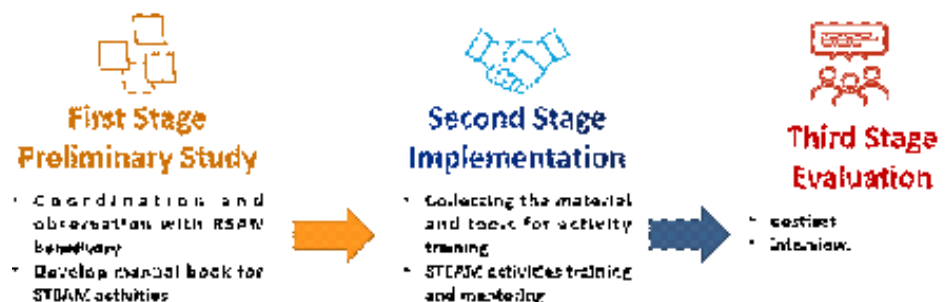 First Stage
Preliminary Study
Coordination and
observation with RSAW
• Develop manual book for
STEAM activities
Second Stage
Implementation
• Collecting the material
and tools for activity
training
• STEAM activities training
and mentoring
Third Stage
Evaluation
• Interview.